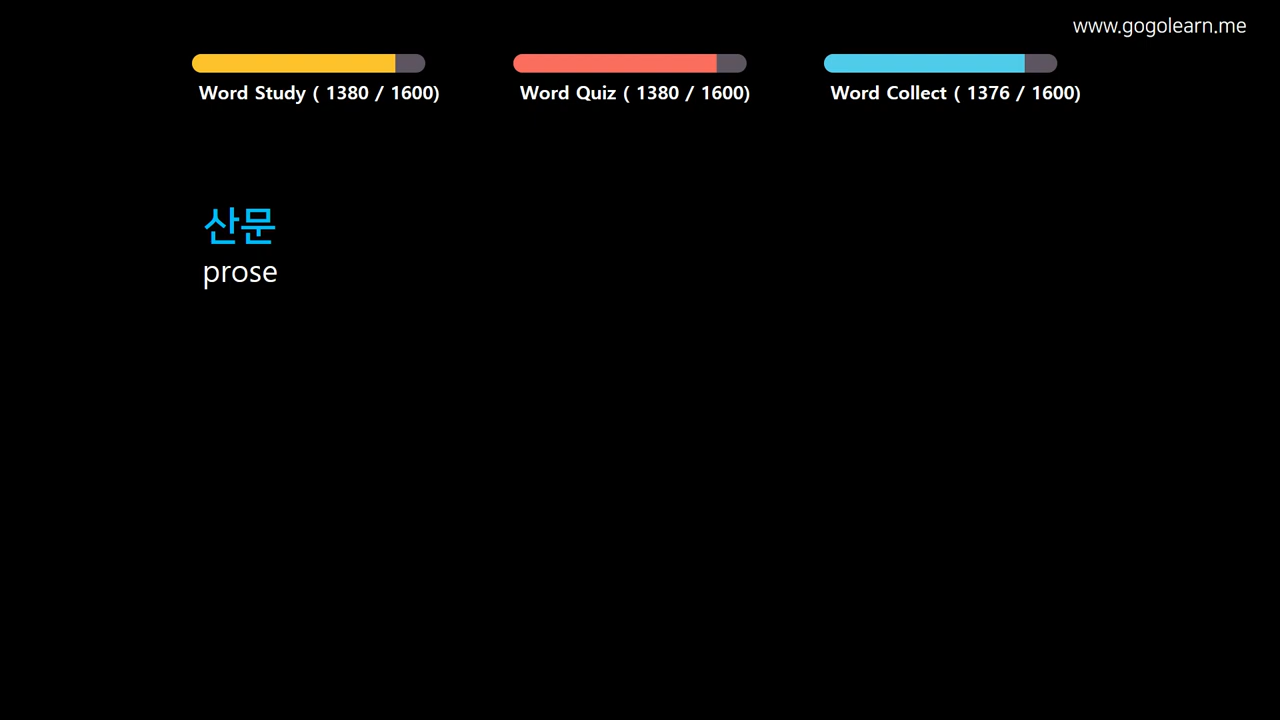 www.gogolearn.me
Word Study ( 1380 / 1600)
Word Quiz ( 1380 / 1600)
Word Collect ( 1376 / 1600)
산문
prose